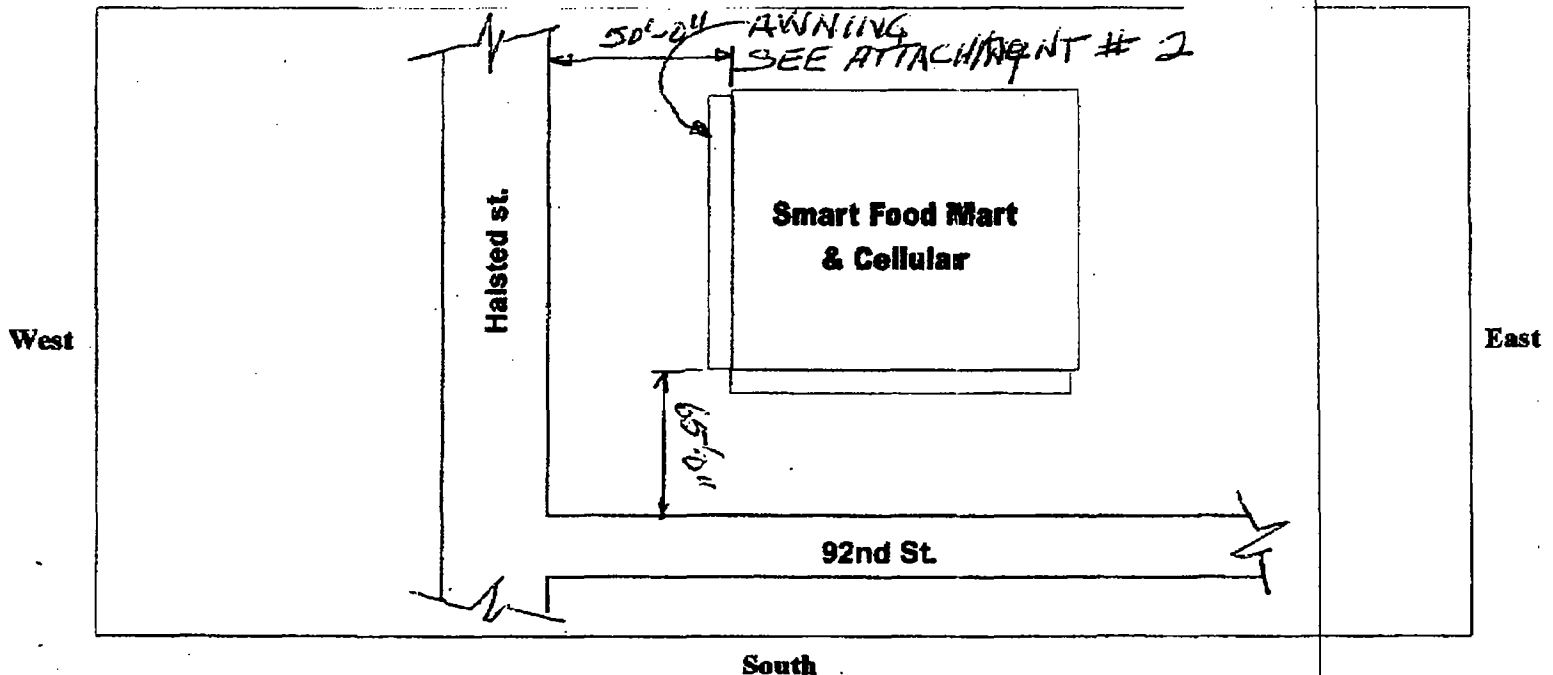 50'-0"
AWNING
SEE ATTACHMENT # 2
Halsted st.
Smart Food Mart
& Cellular
West
East
65'-0"
92nd St.
South